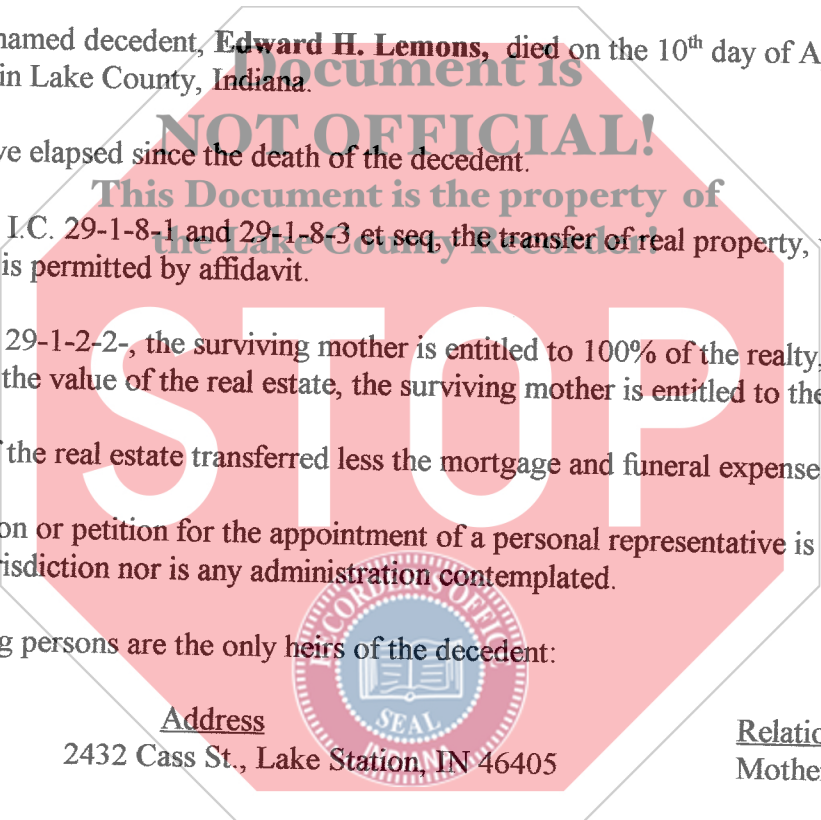 named decedent, Edward H. Lemons, died on the 10th day of A
in Lake County, Indiana.
Document is
NOT OFFICIAL!
ve elapsed since the death of the decedent.
This Document is the property of
the Lake County Recorder!
I.C. 29-1-8-1 and 29-1-8-3 et seq, the transfer of real property,
is permitted by affidavit.
STOP
29-1-2-2-, the surviving mother is entitled to 100% of the realty,
the value of the real estate, the surviving mother is entitled to the
the real estate transferred less the mortgage and funeral expense
on or petition for the appointment of a personal representative is
risdiction nor is any administration contemplated.
g persons are the only heirs of the decedent:
RECORDER'S OFFICE
SEAL
INDIANA
Address
2432 Cass St., Lake Station, IN 46405
Relatio
Mother